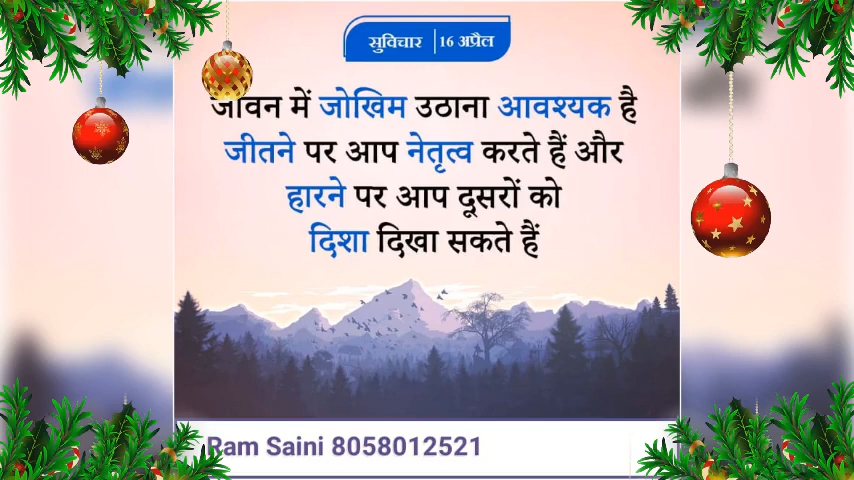 सुविचार | 16 अप्रैल
जीवन में जोखिम उठाना आवश्यक है
जीतने पर आप नेतृत्व करते हैं और
हारने पर आप दूसरों को
दिशा दिखा सकते हैं
Ram Saini 8058012521